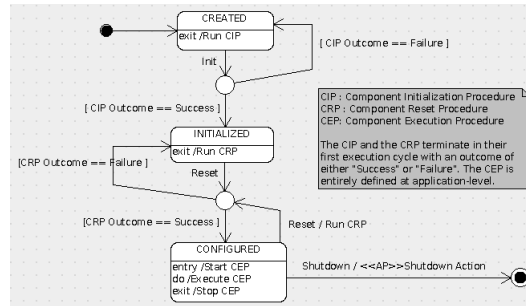 CREATED
exit /Run CIP
[ CIP Outcome == Failure ]
Init
[ CIP Outcome == Success ]
CIP : Component Initialization Procedure
CRP : Component Reset Procedure
CEP: Component Execution Procedure
The CIP and the CRP terminate in their
first execution cycle with an outcome of
either "Success" or "Failure". The CEP is
entirely defined at application-level.
INITIALIZED
exit /Run CRP
[CRP Outcome == Failure ]
Reset
[CRP Outcome == Success ]
Reset / Run CRP
CONFIGURED
entry /Start CEP
do /Execute CEP
exit /Stop CEP
Shutdown / <<AP>>Shutdown Action